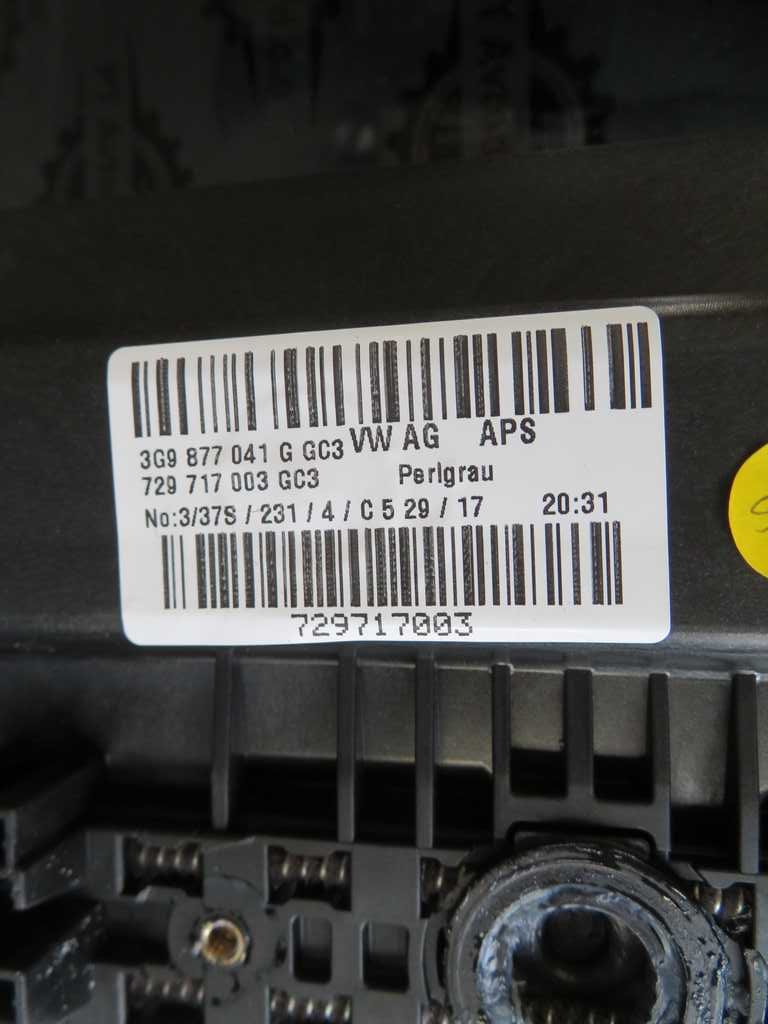 3G9 877 041 G GC3 VW AG APS
729 717 003 GC3 Perlgrau
No:3/37S / 231 / 4 / C 5 29 / 17 20:31
729717003